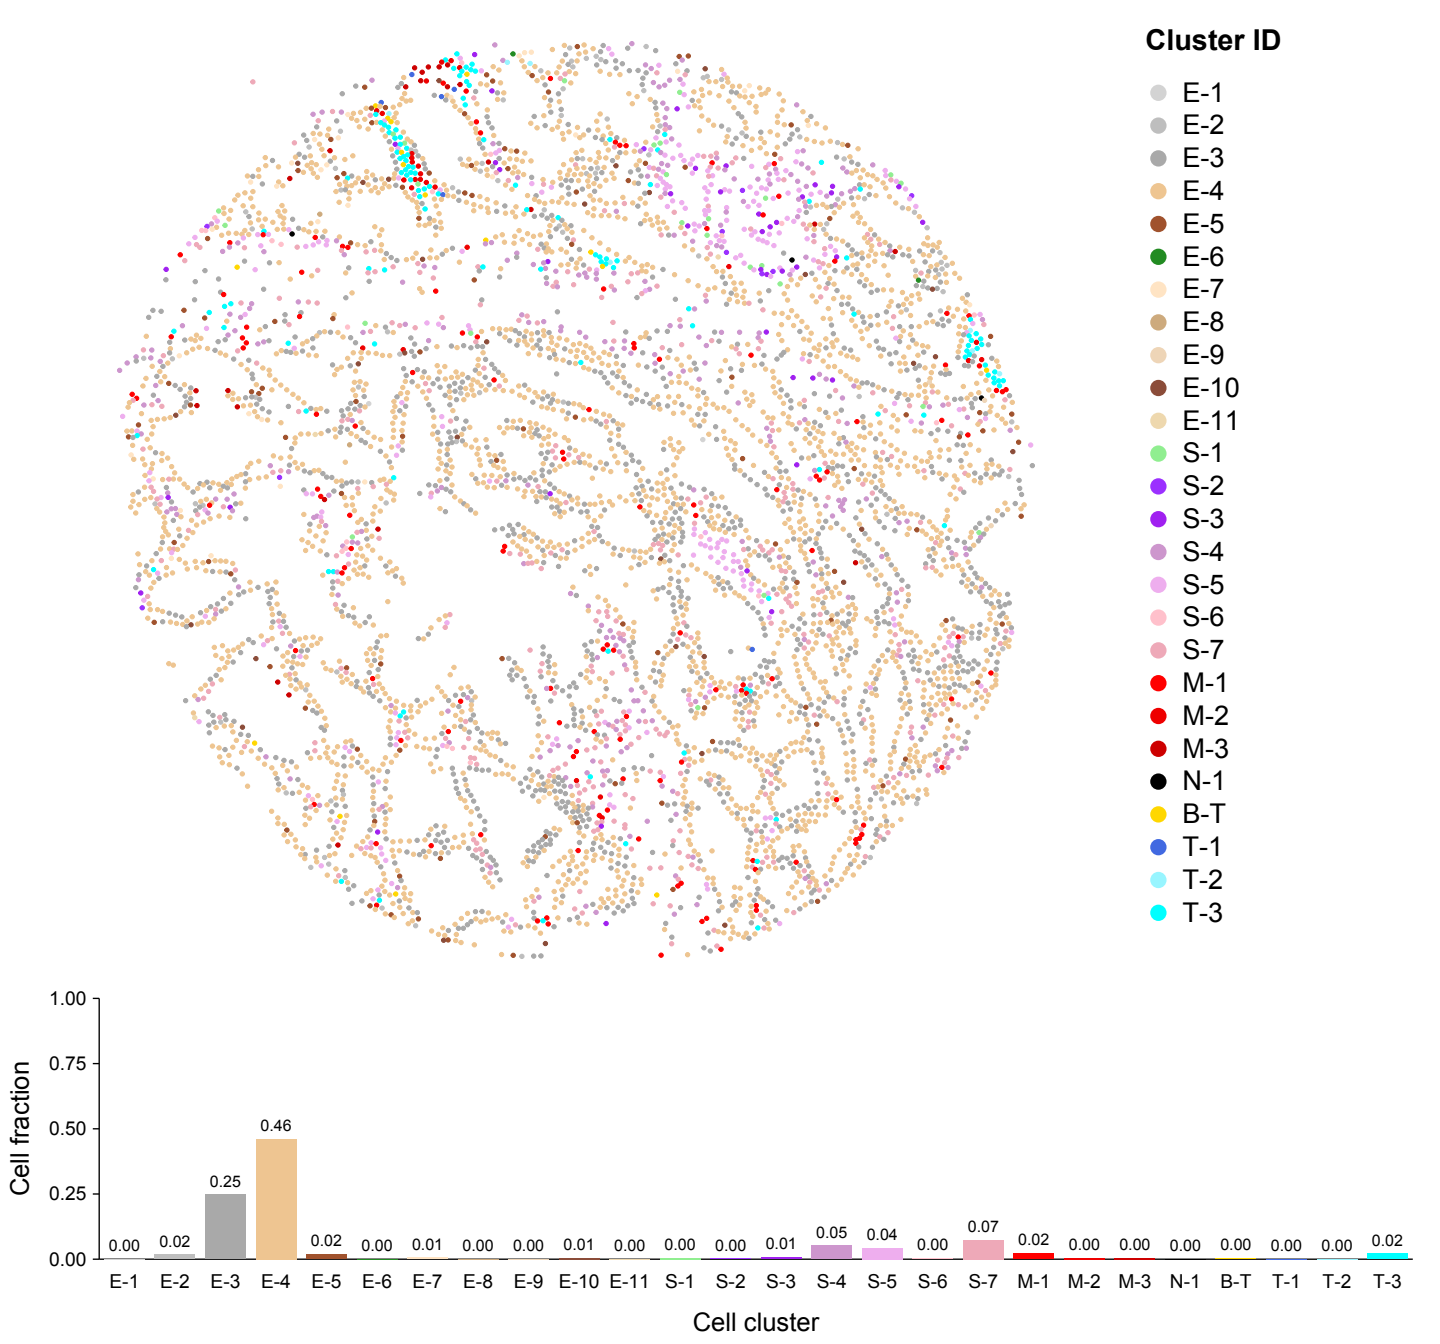 Cluster ID
E-1
E-2
E-3
E-4
E-5
E-6
E-7
E-8
E-9
E-10
E-11
S-1
S-2
S-3
S-4
S-5
S-6
S-7
M-1
M-2
M-3
N-1
B-T
T-1
T-2
T-3
1.00
0.75
0.50
0.25
0.00
Cell fraction
0.00 0.02 0.25 0.46 0.02 0.00 0.01 0.00 0.00 0.01 0.00 0.00 0.00 0.01 0.05 0.04 0.00 0.07 0.02 0.00 0.00 0.00 0.00 0.00 0.00 0.02
E-1 E-2 E-3 E-4 E-5 E-6 E-7 E-8 E-9 E-10 E-11 S-1 S-2 S-3 S-4 S-5 S-6 S-7 M-1 M-2 M-3 N-1 B-T T-1 T-2 T-3
Cell cluster